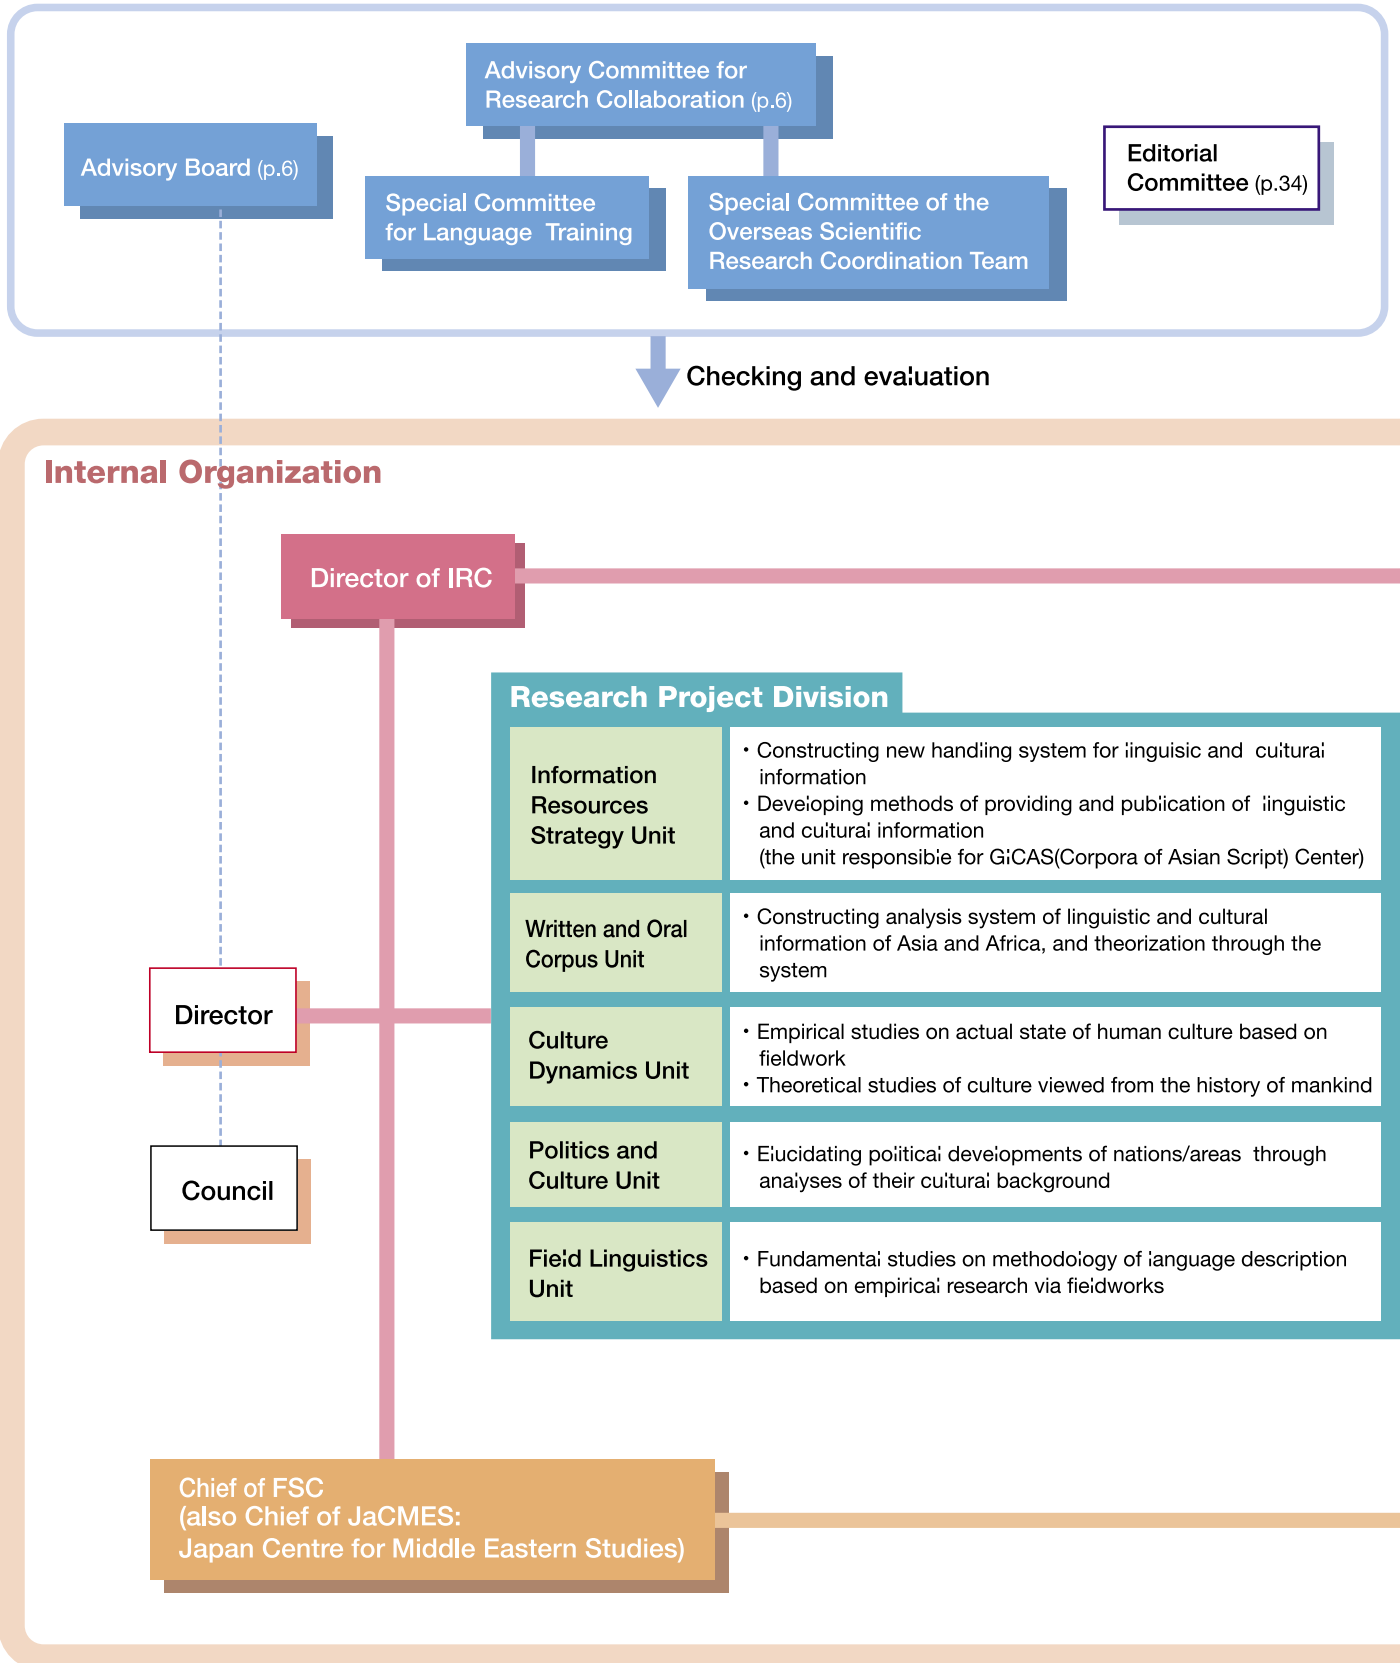 Advisory Committee for
Research Collaboration (p.6)
Advisory Board (p.6)
Editorial
Committee (p.34)
Special Committee
for Language Training
Special Committee of the
Overseas Scientific
Research Coordination Team
Checking and evaluation
Internal Organization
Director of IRC
Research Project Division
Information
Resources
Strategy Unit
・Constructing new handling system for linguisic and cultural
information
・Developing methods of providing and publication of linguistic
and cultural information
(the unit responsible for GiCAS(Corpora of Asian Script) Center)
Written and Oral
Corpus Unit
・Constructing analysis system of linguistic and cultural
information of Asia and Africa, and theorization through the
system
Director
Culture
Dynamics Unit
・Empirical studies on actual state of human culture based on
fieldwork
・Theoretical studies of culture viewed from the history of mankind
Council
Politics and
Culture Unit
・Elucidating political developments of nations/areas through
analyses of their cultural background
Field Linguistics
Unit
・Fundamental studies on methodology of language description
based on empirical research via fieldworks
Chief of FSC
(also Chief of JaCMES:
Japan Centre for Middle Eastern Studies)